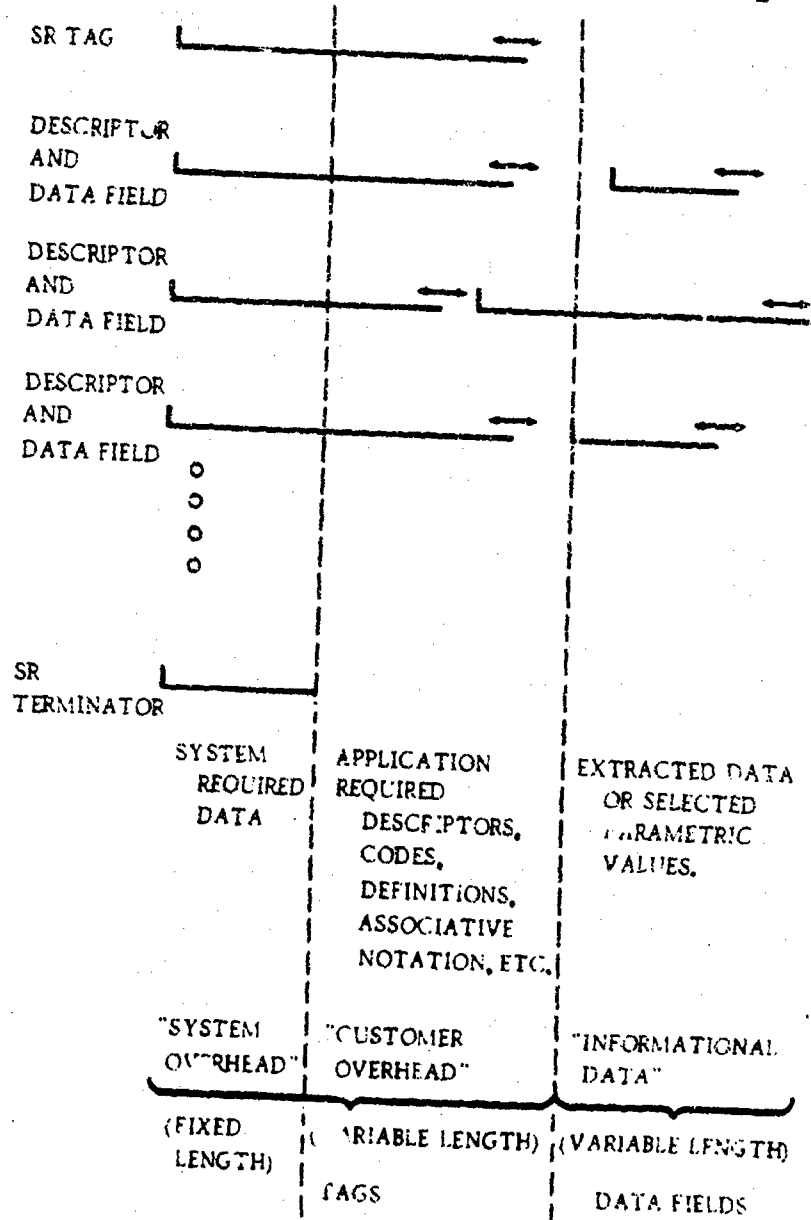 SR TAG
DESCRIPTOR
AND
DATA FIELD
DESCRIPTOR
AND
DATA FIELD
DESCRIPTOR
AND
DATA FIELD
SR
TERMINATOR
SYSTEM
REQUIRED
DATA
APPLICATION
REQUIRED
DESCRIPTORS,
CODES,
DEFINITIONS,
ASSOCIATIVE
NOTATION, ETC.
EXTRACTED DATA
OR SELECTED
PARAMETRIC
VALUES.
"SYSTEM
OVERHEAD"
"CUSTOMER
OVERHEAD"
"INFORMATIONAL
DATA"
(FIXED
LENGTH)
(VARIABLE LENGTH)
(VARIABLE LENGTH)
TAGS
DATA FIELDS